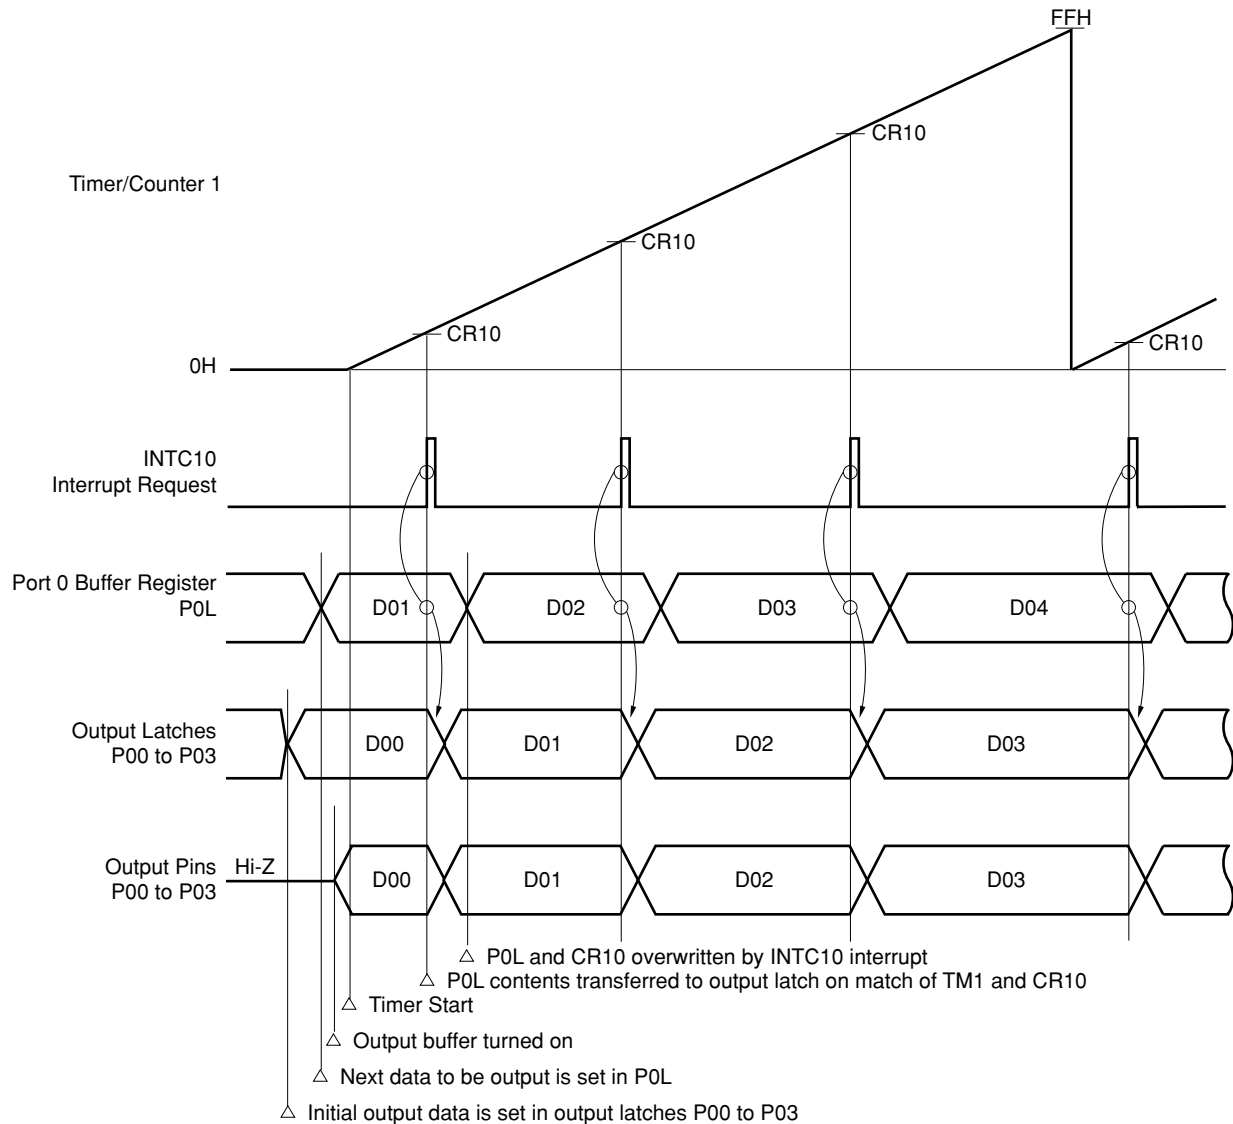 FFH
CR10
Timer/Counter 1
CR10
CR10
CR10
0H
INTC10
Interrupt Request
Port 0 Buffer Register
P0L
D01
D02
D03
D04
Output Latches
P00 to P03
D00
D01
D02
D03
Output Pins
P00 to P03
Hi-Z
D00
D01
D02
D03
△ P0L and CR10 overwritten by INTC10 interrupt
△ P0L contents transferred to output latch on match of TM1 and CR10
△ Timer Start
△ Output buffer turned on
△ Next data to be output is set in P0L
△ Initial output data is set in output latches P00 to P03